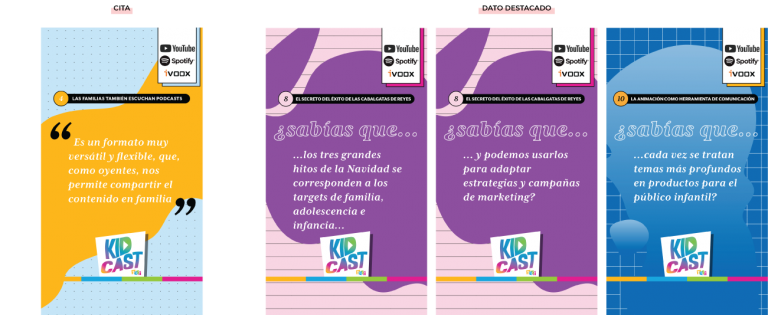 CITA
DATO DESTACADO
YouTube
Spotify
iVOOX
4 LAS FAMILIAS TAMBIÉN ESCUCHAN PODCASTS
“Es un formato muy
versátil y flexible, que,
como oyentes, nos
permite compartir el
contenido en familia”
KID
CAST
YouTube
Spotify
iVOOX
8 EL SECRETO DEL ÉXITO DE LAS CABALGATAS DE REYES
¿sabías que...
...los tres grandes
hitos de la Navidad se
corresponden a los
targets de familia,
adolescencia e
infancia...
KID
CAST
YouTube
Spotify
iVOOX
8 EL SECRETO DEL ÉXITO DE LAS CABALGATAS DE REYES
¿sabías que...
...y podemos usarlos
para adaptar
estrategias y campañas
de marketing?
KID
CAST
YouTube
Spotify
iVOOX
10 LA ANIMACIÓN COMO HERRAMIENTA DE COMUNICACIÓN
¿sabías que...
...cada vez se tratan
temas más profundos
en productos para el
público infantil?
KID
CAST